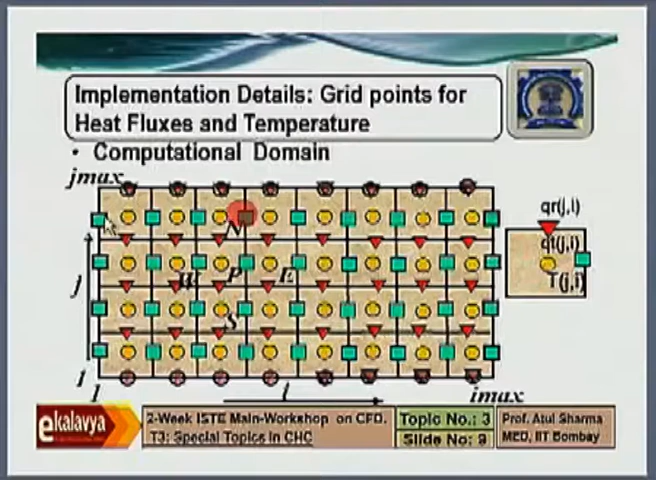 Implementation Details: Grid points for
Heat Fluxes and Temperature
• Computational Domain
jmax
qr(j,i)
N
qt(j,i)
j
W P E
T(j,i)
S
1
1
i
imax
ekalavya
2-Week ISTE Main-Workshop on CFD.
T3: Special Topics in CHC
Topic No.: 3
Slide No: 9
Prof. Atul Sharma
MED, IIT Bombay